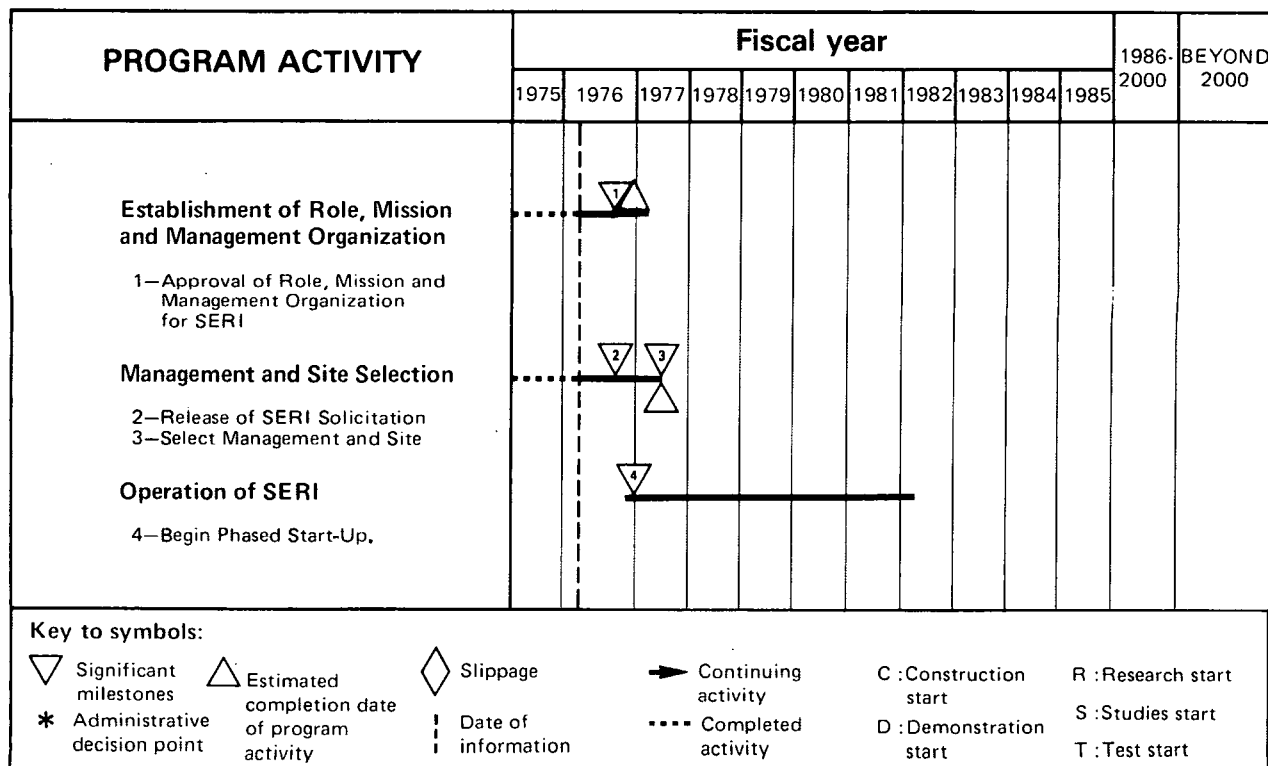 PROGRAM ACTIVITY
Fiscal year
1986-
2000
BEYOND
2000
1975 1976 1977 1978 1979 1980 1981 1982 1983 1984 1985
1
Establishment of Role, Mission
and Management Organization
1—Approval of Role, Mission and
Management Organization
for SERI
2 3
Management and Site Selection
2—Release of SERI Solicitation
3—Select Management and Site
4
Operation of SERI
4—Begin Phased Start-Up.
Key to symbols:
Significant
milestones
* Administrative
decision point
Estimated
completion date
of program
activity
Slippage
Date of
information
Continuing
activity
Completed
activity
C : Construction
start
D : Demonstration
start
R : Research start
S : Studies start
T : Test start